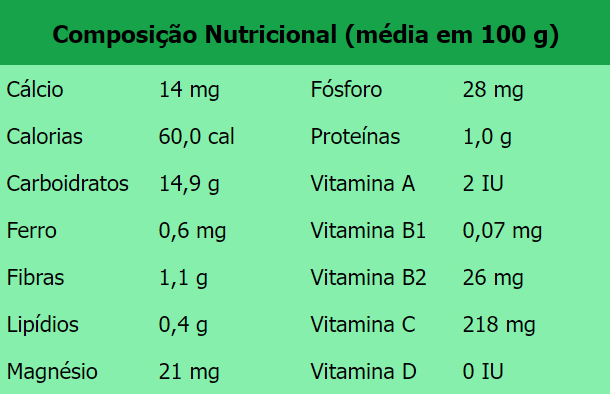 Composição Nutricional (média em 100 g)
Cálcio 14 mg Fósforo 28 mg
Calorias 60,0 cal Proteínas 1,0 g
Carboidratos 14,9 g Vitamina A 2 IU
Ferro 0,6 mg Vitamina B1 0,07 mg
Fibras 1,1 g Vitamina B2 26 mg
Lipídios 0,4 g Vitamina C 218 mg
Magnésio 21 mg Vitamina D 0 IU